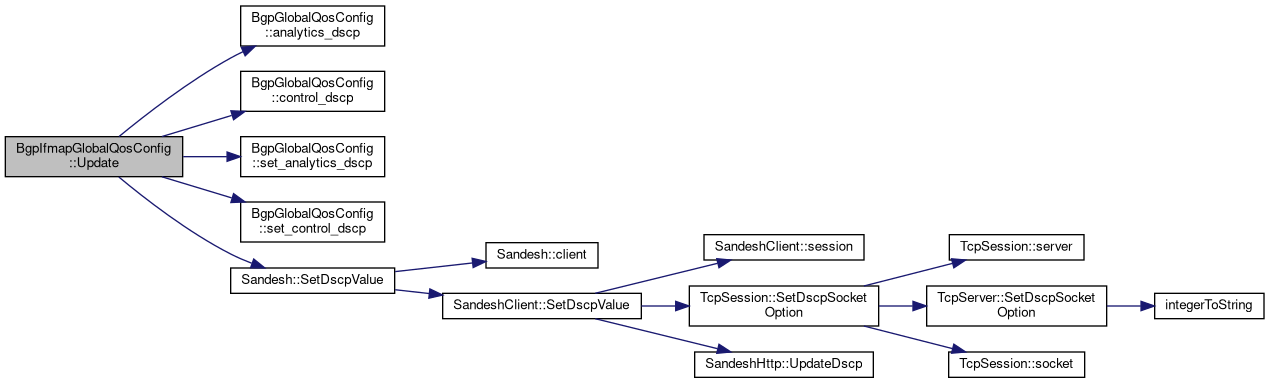 BgpIfmapGlobalQosConfig
::Update
BgpGlobalQosConfig
::analytics_dscp
BgpGlobalQosConfig
::control_dscp
BgpGlobalQosConfig
::set_analytics_dscp
BgpGlobalQosConfig
::set_control_dscp
Sandesh::SetDscpValue
Sandesh::client
SandeshClient::SetDscpValue
SandeshClient::session
TcpSession::SetDscpSocket
Option
SandeshHttp::UpdateDscp
TcpSession::server
TcpServer::SetDscpSocket
Option
TcpSession::socket
integerToString